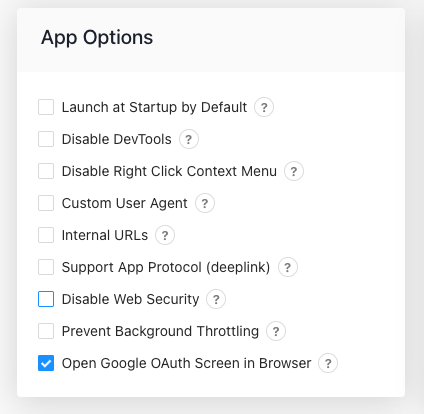 App Options
Launch at Startup by Default ?
Disable DevTools ?
Disable Right Click Context Menu ?
Custom User Agent ?
Internal URLs ?
Support App Protocol (deeplink) ?
Disable Web Security ?
Prevent Background Throttling ?
Open Google OAuth Screen in Browser ?